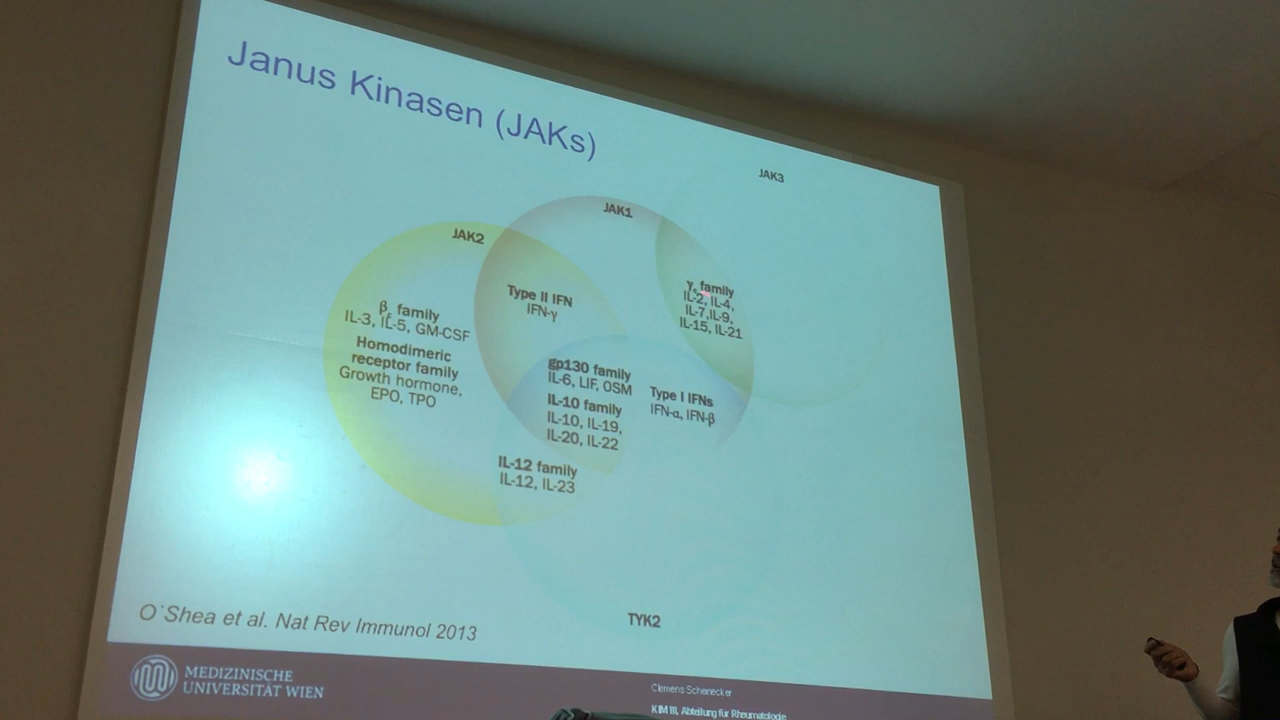 Janus Kinasen (JAKs)
JAK3
JAK1
JAK2
Type II IFN
IFN-γ
γc family
IL-2, IL-4,
IL-7,IL-9,
IL-15, IL-21
βc family
IL-3, IL-5, GM-CSF
Homodimeric
receptor family
Growth hormone,
EPO, TPO
gp130 family
IL-6, LIF, OSM
IL-10 family
IL-10, IL-19,
IL-20, IL-22
Type I IFNs
IFN-α, IFN-β
IL-12 family
IL-12, IL-23
TYK2
O`Shea et al. Nat Rev Immunol 2013
MEDIZINISCHE
UNIVERSITÄT WIEN
Clemens Scheinecker
KIM III, Abteilung für Rheumatologie